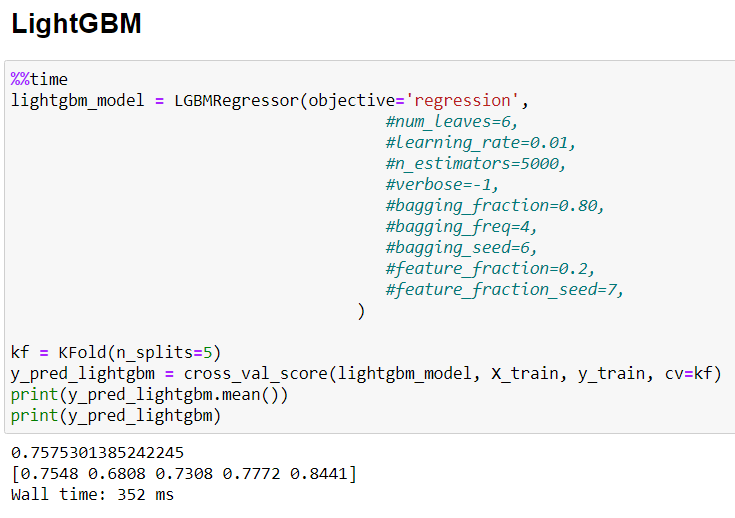 LightGBM
%%time
lightgbm_model = LGBMRegressor(objective='regression',
#num_leaves=6,
#learning_rate=0.01,
#n_estimators=5000,
#verbose=-1,
#bagging_fraction=0.80,
#bagging_freq=4,
#bagging_seed=6,
#feature_fraction=0.2,
#feature_fraction_seed=7,
)
kf = KFold(n_splits=5)
y_pred_lightgbm = cross_val_score(lightgbm_model, X_train, y_train, cv=kf)
print(y_pred_lightgbm.mean())
print(y_pred_lightgbm)
0.7575301385242245
[0.7548 0.6808 0.7308 0.7772 0.8441]
Wall time: 352 ms